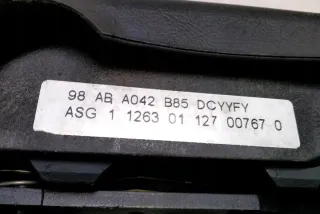 98 AB A042 B85 DCYYFY
ASG 1 1263 01 127 00767 0